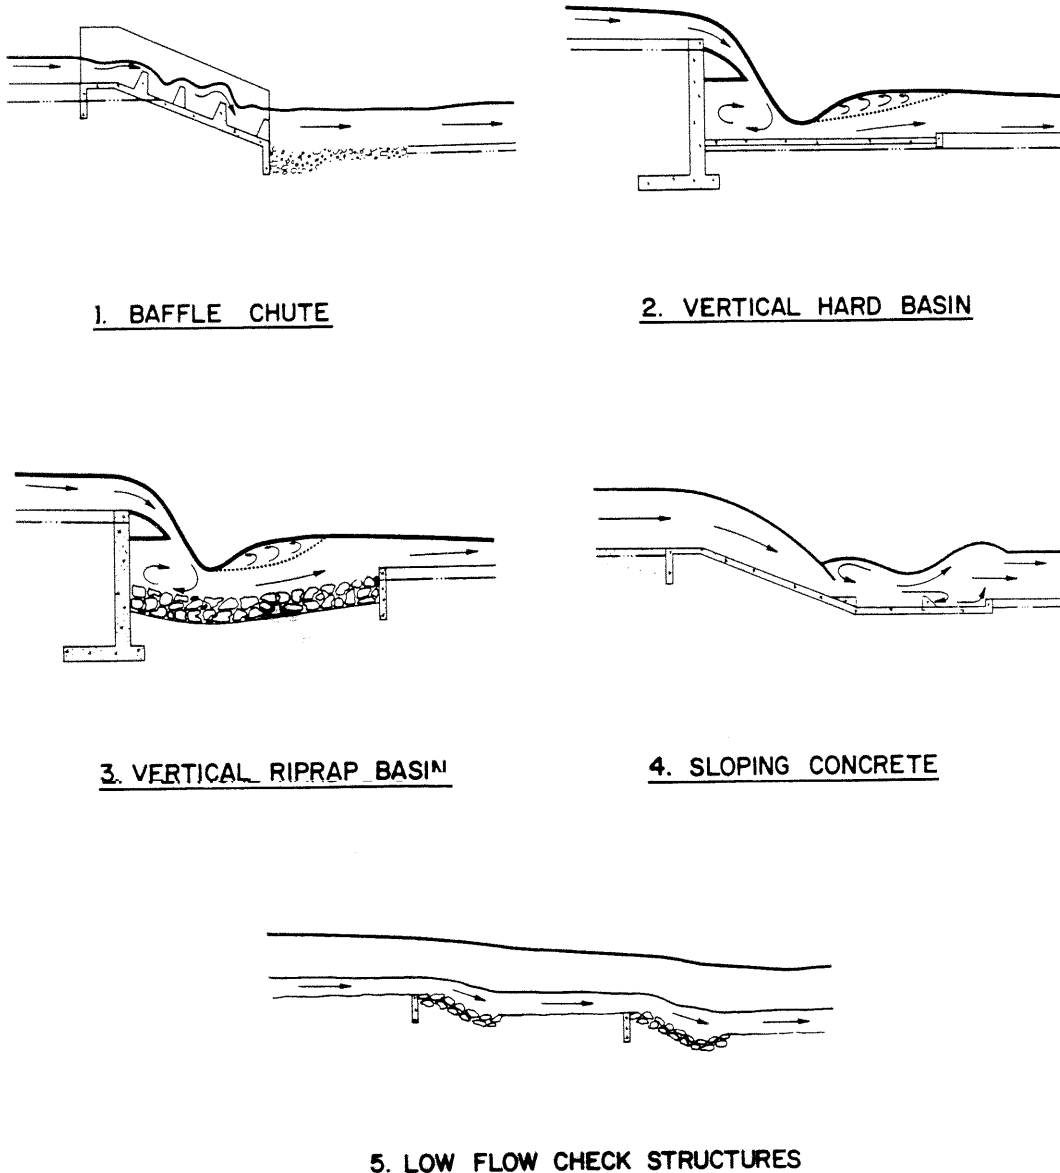 1. BAFFLE CHUTE
2. VERTICAL HARD BASIN
3. VERTICAL RIPRAP BASIN
4. SLOPING CONCRETE
5. LOW FLOW CHECK STRUCTURES